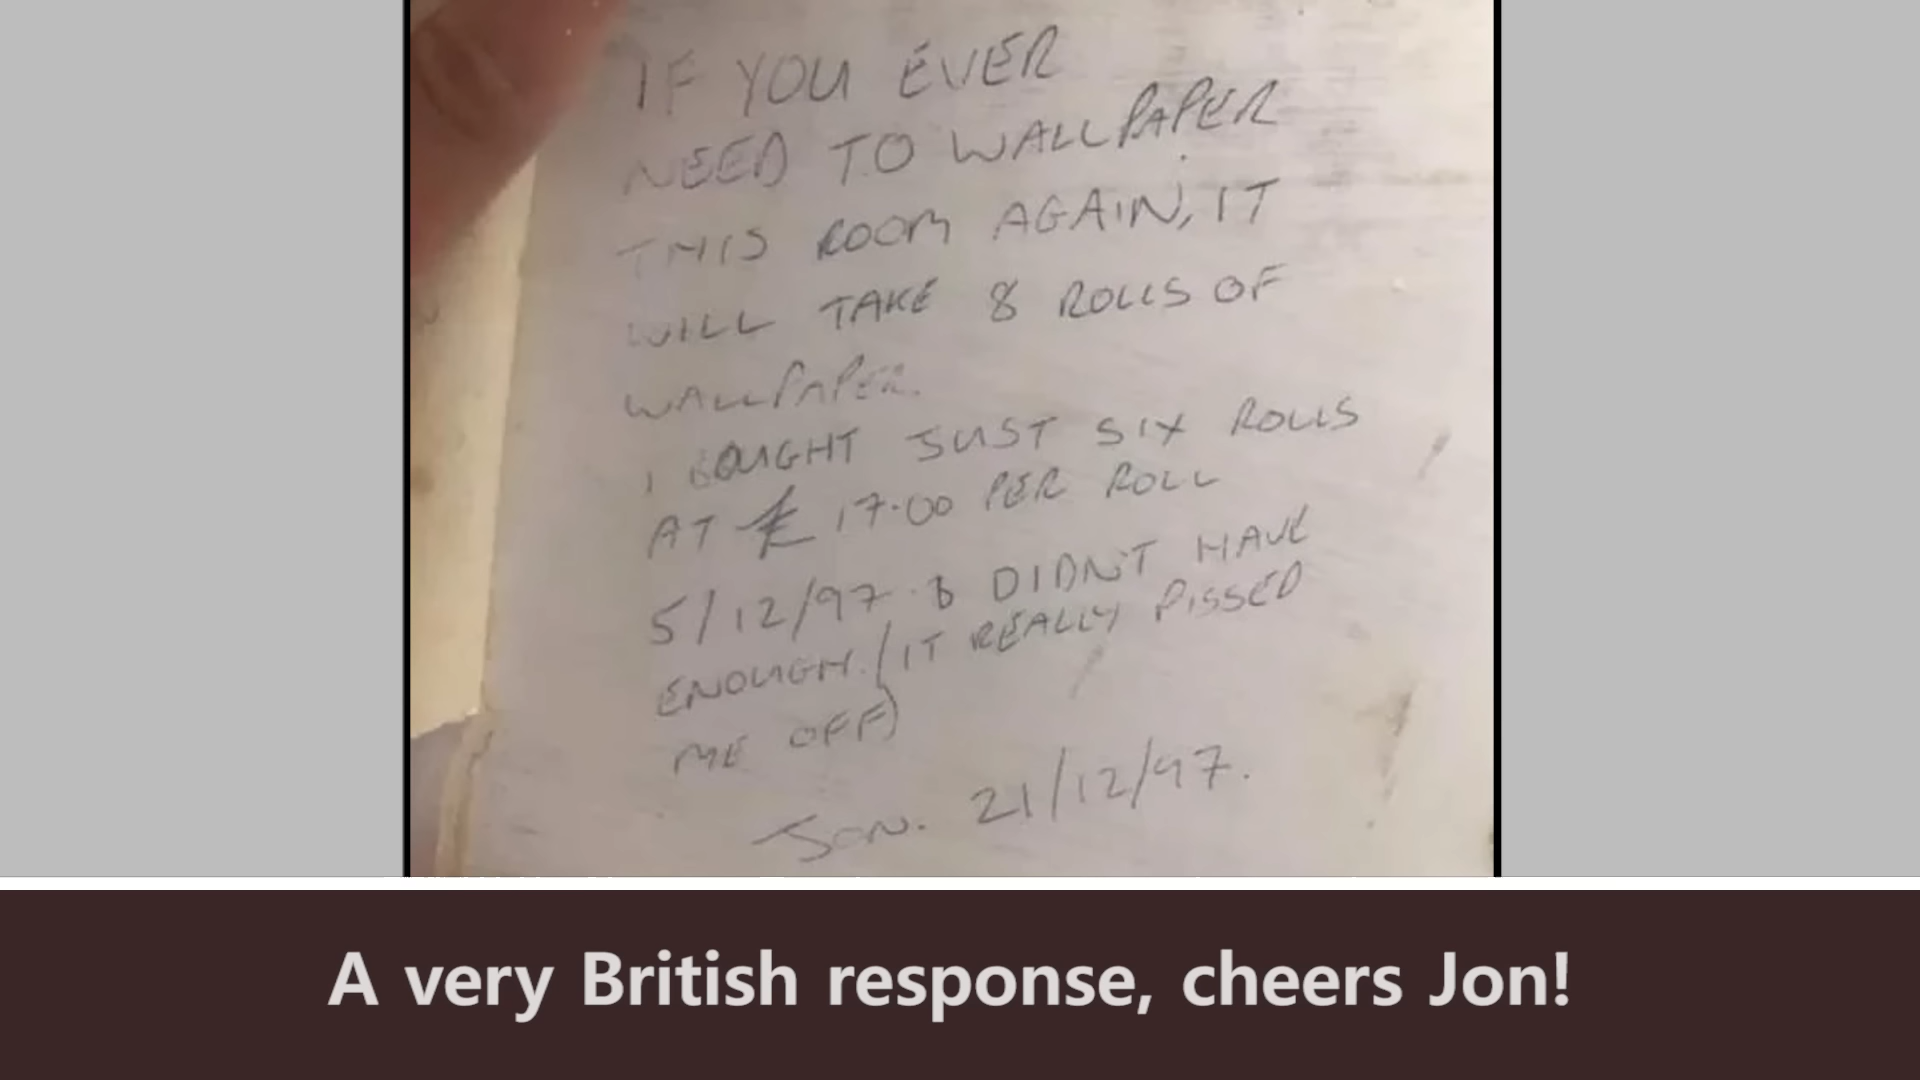 IF YOU EVER
NEED TO WALLPAPER
THIS ROOM AGAIN, IT
WILL TAKE 8 ROLLS OF
WALLPAPER.
I BOUGHT JUST SIX ROLLS
AT £17.00 PER ROLL
5/12/97 & DIDN'T HAVE
ENOUGH. (IT REALLY PISSED
ME OFF)
Jon. 21/12/97.
A very British response, cheers Jon!